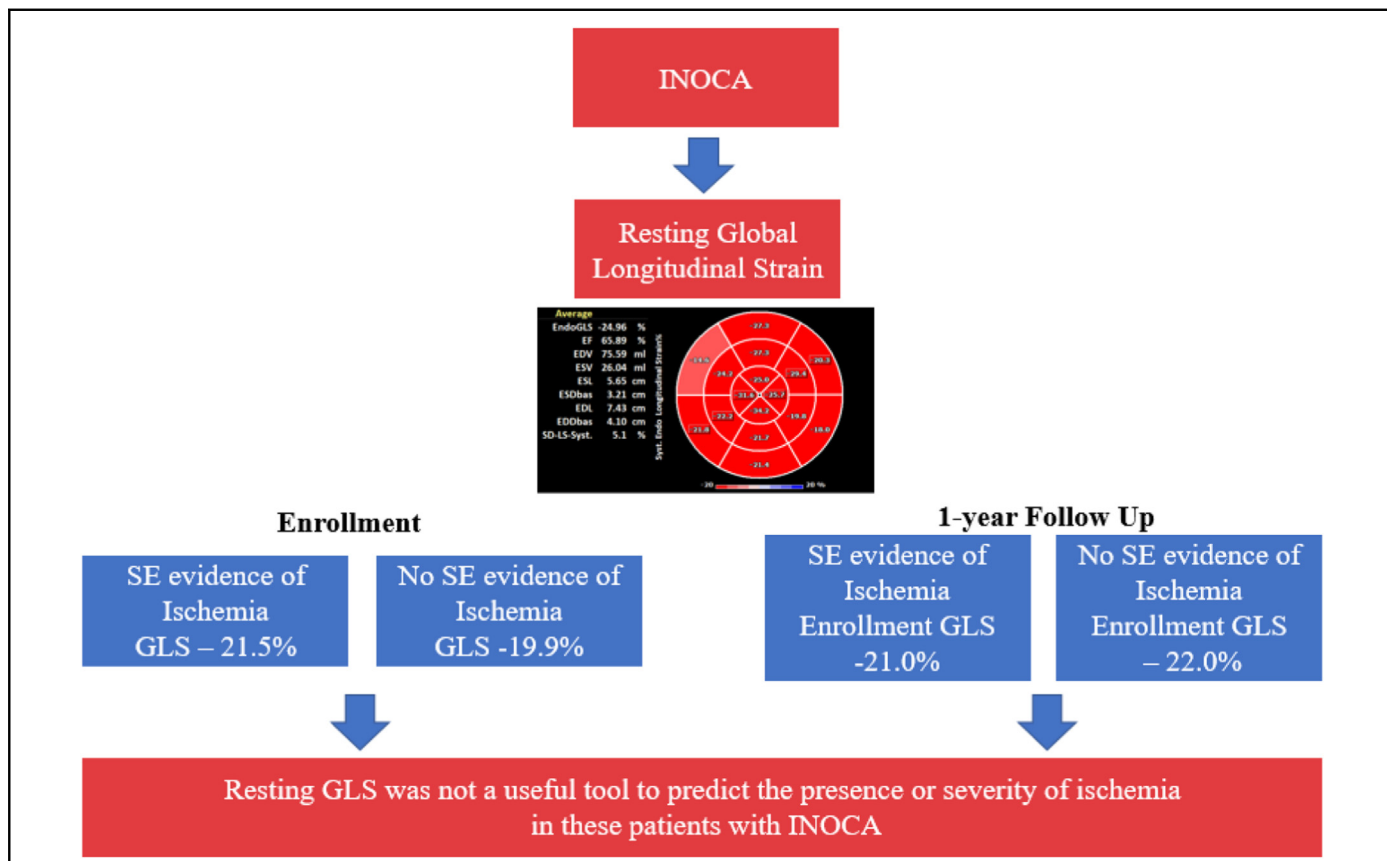 INOCA
Resting Global
Longitudinal Strain
Average
EndoGLS -24.96 %
EF 65.89 %
EDV 75.59 ml
ESV 26.04 ml
ESL 5.65 cm
ESDbas 3.21 cm
EDL 7.43 cm
EDDbas 4.10 cm
SD-LS-Syst. 5.1 %
Syst. Endo Longitudinal Strain%
-27.3
-19.6
-27.3
20.3
24.2
29.4
25.0
31.6
25.7
34.2
22.2
-19.8
21.8
18.0
-21.7
-21.4
-20
20 %
Enrollment
SE evidence of
Ischemia
GLS – 21.5%
No SE evidence of
Ischemia
GLS -19.9%
1-year Follow Up
SE evidence of
Ischemia
Enrollment GLS
-21.0%
No SE evidence of
Ischemia
Enrollment GLS
– 22.0%
Resting GLS was not a useful tool to predict the presence or severity of ischemia
in these patients with INOCA